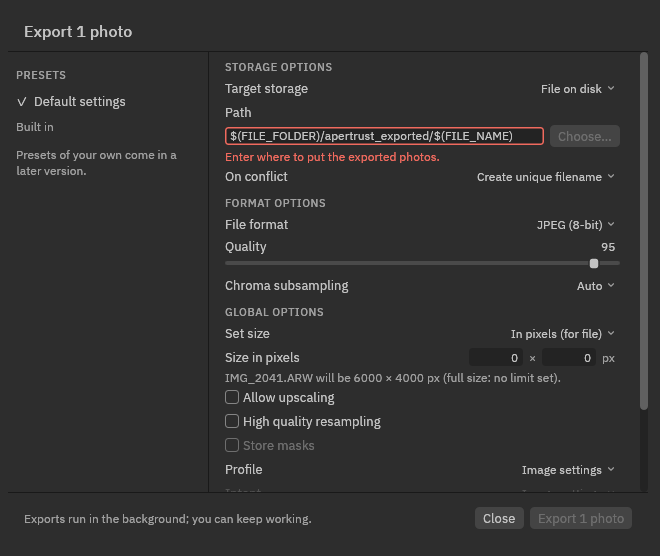 Export 1 photo
PRESETS
✓ Default settings
Built in
Presets of your own come in a
later version.
STORAGE OPTIONS
Target storage File on disk
Path
$(FILE_FOLDER)/apertrust_exported/$(FILE_NAME) Choose...
Enter where to put the exported photos.
On conflict Create unique filename
FORMAT OPTIONS
File format JPEG (8-bit)
Quality 95
Chroma subsampling Auto
GLOBAL OPTIONS
Set size In pixels (for file)
Size in pixels 0 × 0 px
IMG_2041.ARW will be 6000 × 4000 px (full size: no limit set).
Allow upscaling
High quality resampling
Store masks
Profile Image settings
Exports run in the background; you can keep working. Close Export 1 photo